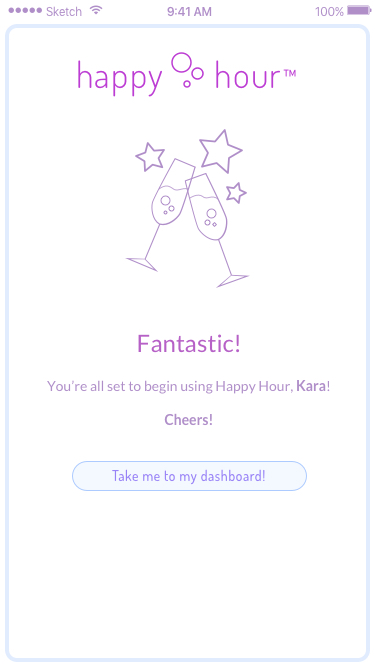 Sketch 9:41 AM 100%
happy hour™
Fantastic!
You're all set to begin using Happy Hour, Kara!
Cheers!
Take me to my dashboard!